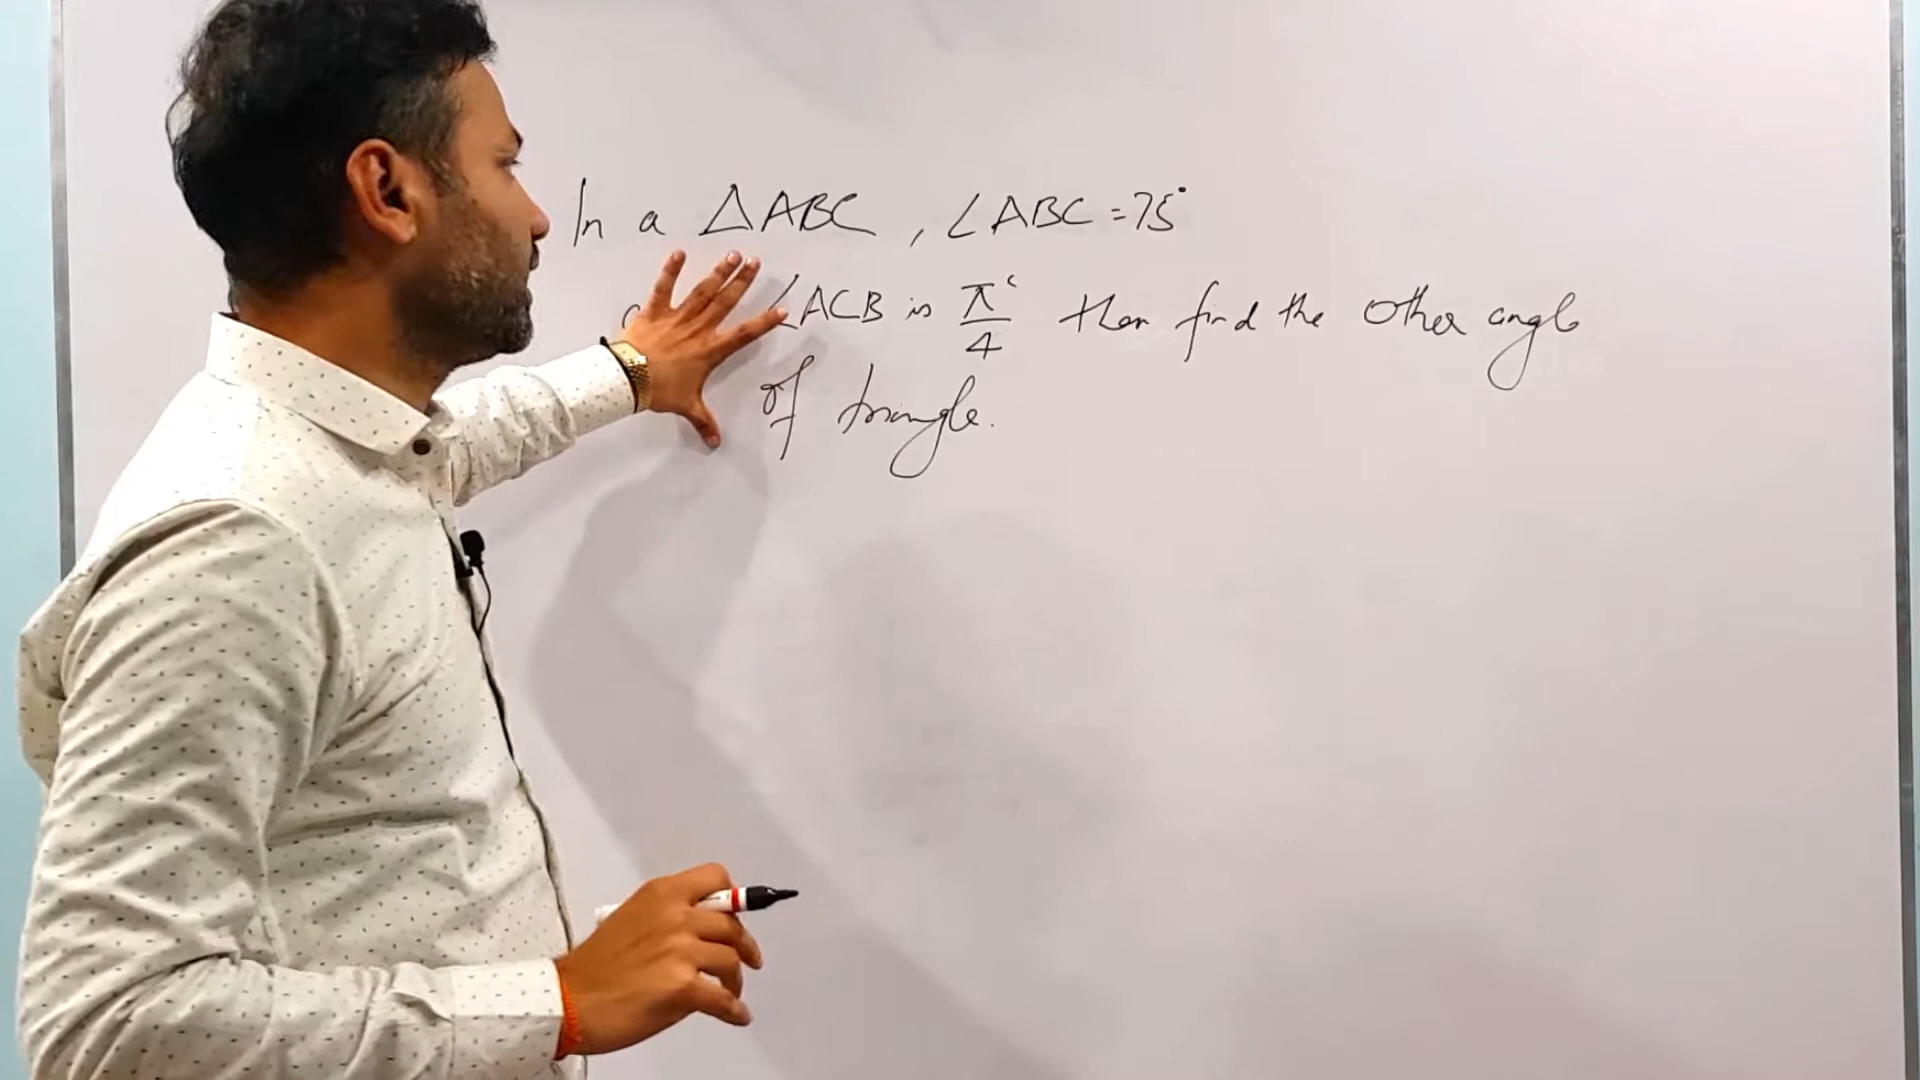 In a △ABC, ∠ABC = 75°
∠ACB is π^c/4 then find the other angle
of triangle.